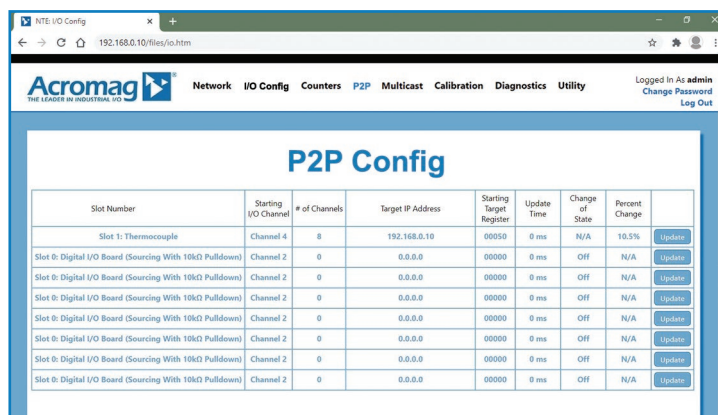 NTE: I/O Config
192.168.0.10/files/io.htm
Acromag
THE LEADER IN INDUSTRIAL I/O
Network I/O Config Counters P2P Multicast Calibration Diagnostics Utility
Logged In As admin
Change Password
Log Out
P2P Config
Slot Number Starting I/O Channel # of Channels Target IP Address Starting Target Register Update Time Change of State Percent Change
Slot 1: Thermocouple Channel 4 8 192.168.0.10 00050 0 ms N/A 10.5% Update
Slot 0: Digital I/O Board (Sourcing With 10kΩ Pulldown) Channel 2 0 0.0.0.0 00000 0 ms Off N/A Update
Slot 0: Digital I/O Board (Sourcing With 10kΩ Pulldown) Channel 2 0 0.0.0.0 00000 0 ms Off N/A Update
Slot 0: Digital I/O Board (Sourcing With 10kΩ Pulldown) Channel 2 0 0.0.0.0 00000 0 ms Off N/A Update
Slot 0: Digital I/O Board (Sourcing With 10kΩ Pulldown) Channel 2 0 0.0.0.0 00000 0 ms Off N/A Update
Slot 0: Digital I/O Board (Sourcing With 10kΩ Pulldown) Channel 2 0 0.0.0.0 00000 0 ms Off N/A Update
Slot 0: Digital I/O Board (Sourcing With 10kΩ Pulldown) Channel 2 0 0.0.0.0 00000 0 ms Off N/A Update
Slot 0: Digital I/O Board (Sourcing With 10kΩ Pulldown) Channel 2 0 0.0.0.0 00000 0 ms Off N/A Update